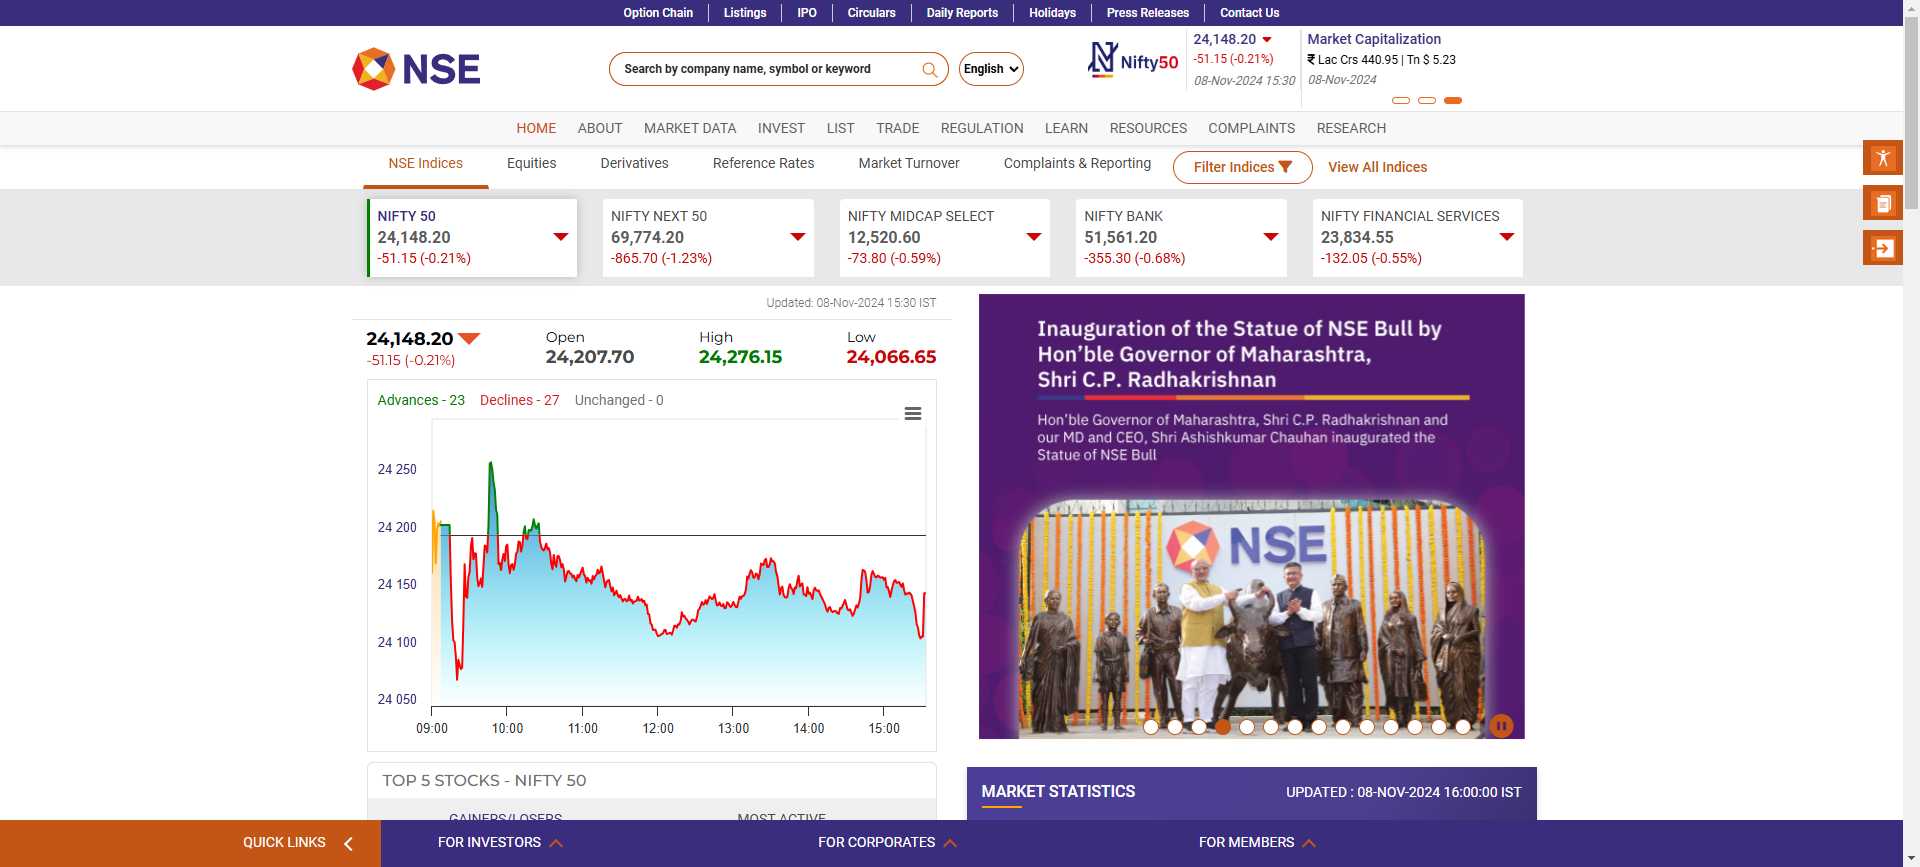 Option Chain
Listings
IPO
Circulars
Daily Reports
Holidays
Press Releases
Contact Us
NSE
Search by company name, symbol or keyword
English
Nifty50
24,148.20
-51.15 (-0.21%)
08-Nov-2024 15:30
Market Capitalization
₹ Lac Crs 440.95 | Tn $ 5.23
08-Nov-2024
HOME
ABOUT
MARKET DATA
INVEST
LIST
TRADE
REGULATION
LEARN
RESOURCES
COMPLAINTS
RESEARCH
NSE Indices
Equities
Derivatives
Reference Rates
Market Turnover
Complaints & Reporting
Filter Indices
View All Indices
NIFTY 50
24,148.20
-51.15 (-0.21%)
NIFTY NEXT 50
69,774.20
-865.70 (-1.23%)
NIFTY MIDCAP SELECT
12,520.60
-73.80 (-0.59%)
NIFTY BANK
51,561.20
-355.30 (-0.68%)
NIFTY FINANCIAL SERVICES
23,834.55
-132.05 (-0.55%)
Updated: 08-Nov-2024 15:30 IST
24,148.20
-51.15 (-0.21%)
Open
24,207.70
High
24,276.15
Low
24,066.65
Advances - 23
Declines - 27
Unchanged - 0
24 250
24 200
24 150
24 100
24 050
09:00
10:00
11:00
12:00
13:00
14:00
15:00
Inauguration of the Statue of NSE Bull by
Hon'ble Governor of Maharashtra,
Shri C.P. Radhakrishnan
Hon'ble Governor of Maharashtra, Shri C.P. Radhakrishnan and
our MD and CEO, Shri Ashishkumar Chauhan inaugurated the
Statue of NSE Bull
NSE
TOP 5 STOCKS - NIFTY 50
GAINERS/LOSERS
MOST ACTIVE
MARKET STATISTICS
UPDATED : 08-NOV-2024 16:00:00 IST
QUICK LINKS
FOR INVESTORS
FOR CORPORATES
FOR MEMBERS